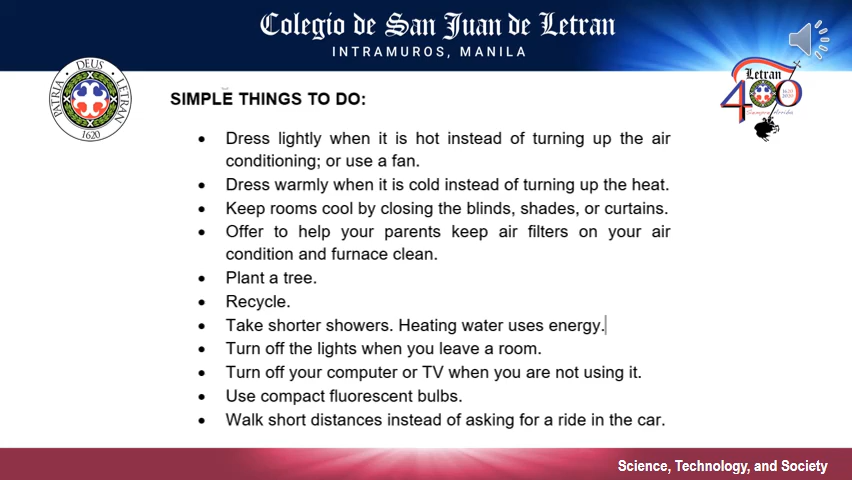 Colegio de San Juan de Letran
INTRAMUROS, MANILA
DEUS
PATRIA
LETRAN
1620
Letran
400
SIMPLE THINGS TO DO:
• Dress lightly when it is hot instead of turning up the air
conditioning; or use a fan.
• Dress warmly when it is cold instead of turning up the heat.
• Keep rooms cool by closing the blinds, shades, or curtains.
• Offer to help your parents keep air filters on your air
condition and furnace clean.
• Plant a tree.
• Recycle.
• Take shorter showers. Heating water uses energy.
• Turn off the lights when you leave a room.
• Turn off your computer or TV when you are not using it.
• Use compact fluorescent bulbs.
• Walk short distances instead of asking for a ride in the car.
Science, Technology, and Society